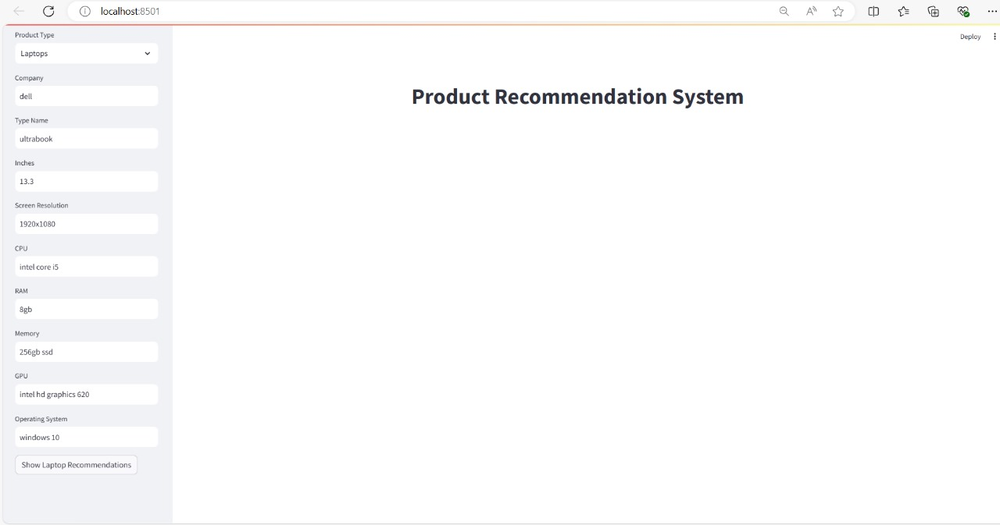 localhost:8501
Deploy
Product Type
Laptops
Company
dell
Type Name
ultrabook
Inches
13.3
Screen Resolution
1920x1080
CPU
intel core i5
RAM
8gb
Memory
256gb ssd
GPU
intel hd graphics 620
Operating System
windows 10
Show Laptop Recommendations
Product Recommendation System